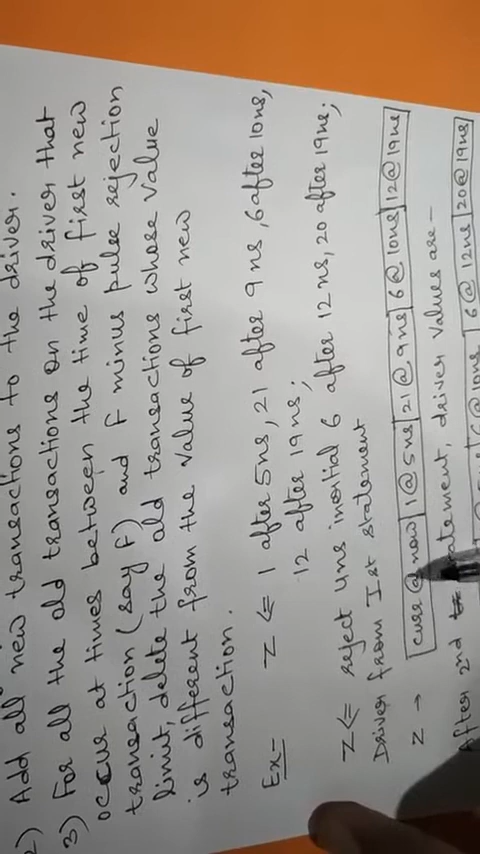 2) Add all new transactions to the driver.
3) For all the old transactions on the driver that
occur at times between the time of first new
transaction (say F) and F minus pulse rejection
limit, delete the old transactions whose value
is different from the value of first new
transaction.
Ex- Z <= 1 after 5ns, 21 after 9ns, 6 after 10ns,
12 after 19ns;
Z <= reject 4ns inertial 6 after 12ns, 20 after 19ns;
Driver from Ist statement
Z → curr @ now | 1 @ 5ns | 21 @ 9ns | 6 @ 10ns | 12 @ 19ns
After 2nd statement, driver values are -
6 @ 10ns | 6 @ 12ns | 20 @ 19ns